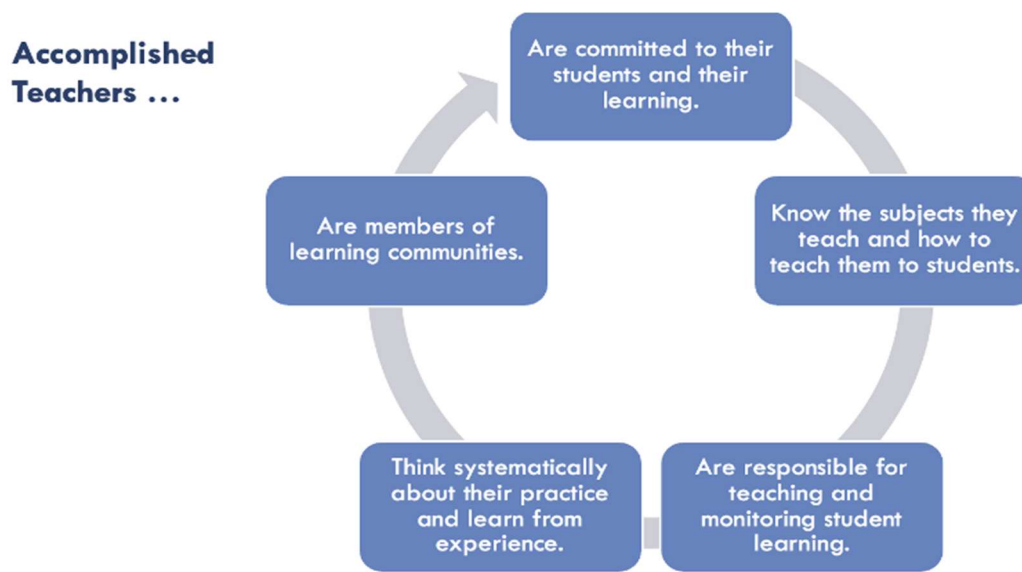 Accomplished
Teachers ...
Are committed to their
students and their
learning.
Know the subjects they
teach and how to
teach them to students.
Are responsible for
teaching and
monitoring student
learning.
Think systematically
about their practice
and learn from
experience.
Are members of
learning communities.